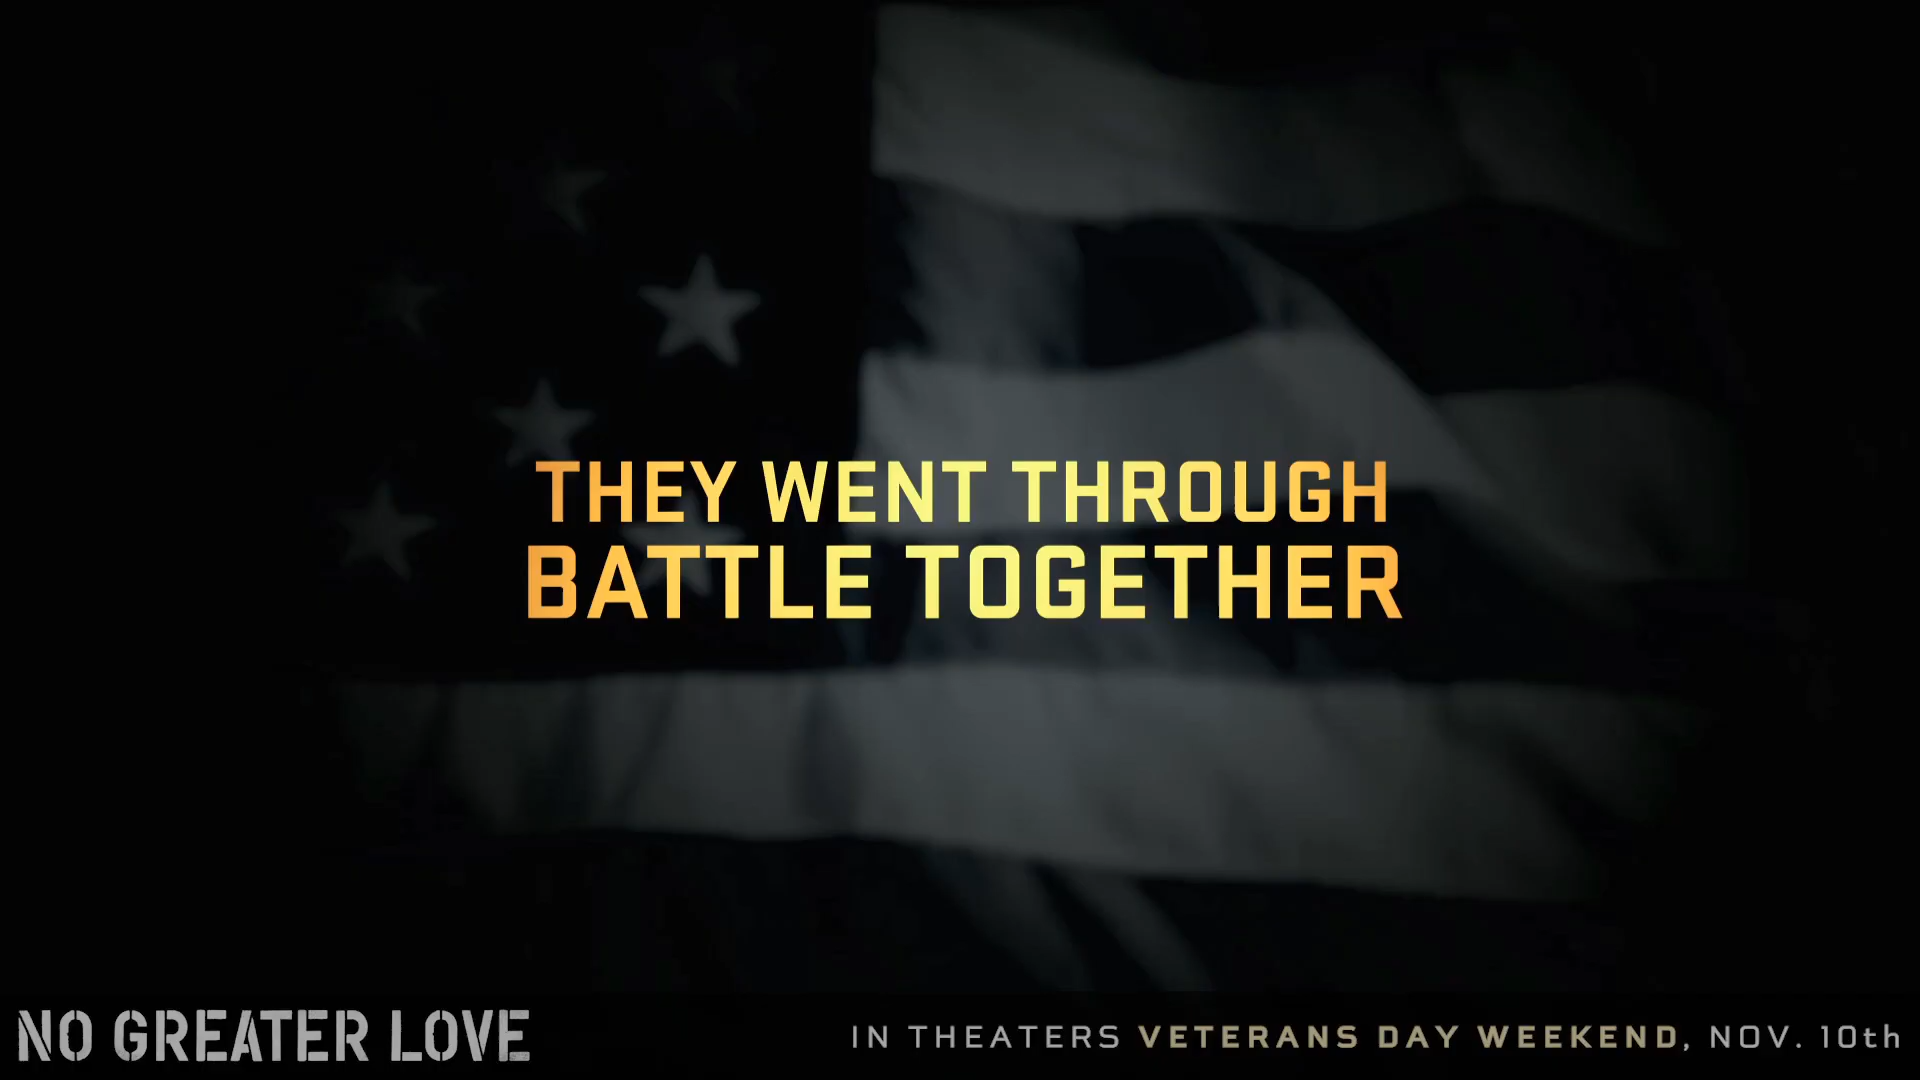 THEY WENT THROUGH
BATTLE TOGETHER
NO GREATER LOVE
IN THEATERS VETERANS DAY WEEKEND, NOV. 10th